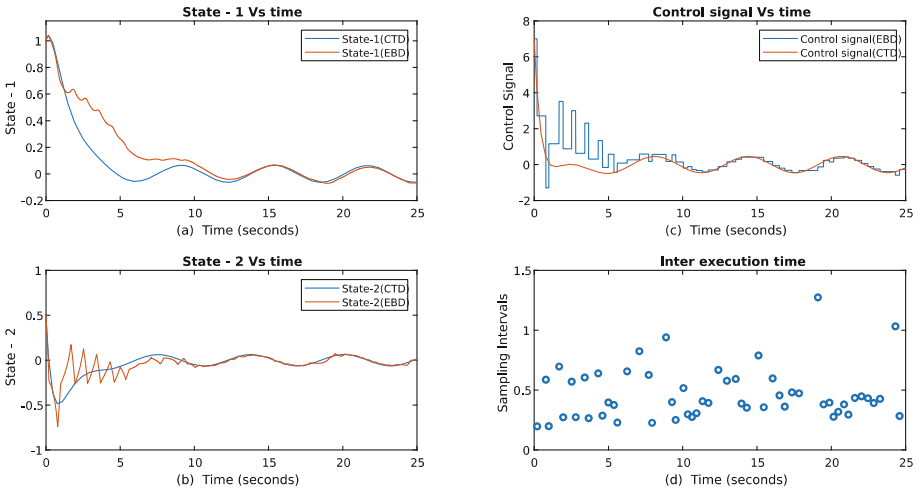 State - 1 Vs time
State - 1
1
0.8
0.6
0.4
0.2
0
-0.2
State-1(CTD)
State-1(EBD)
0 5 10 15 20 25
(a) Time (seconds)
Control signal Vs time
Control Signal
8
6
4
2
0
-2
Control signal(EBD)
Control signal(CTD)
0 5 10 15 20 25
(c) Time (seconds)
State - 2 Vs time
State - 2
1
0.5
0
-0.5
-1
State-2(CTD)
State-2(EBD)
0 5 10 15 20 25
(b) Time (seconds)
Inter execution time
Sampling Intervals
1.5
1
0.5
0
0 5 10 15 20 25
(d) Time (seconds)